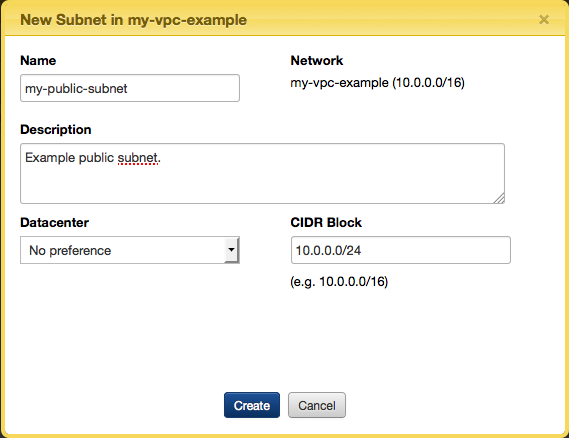 New Subnet in my-vpc-example ×
Name
Network
my-public-subnet
my-vpc-example (10.0.0.0/16)
Description
Example public subnet.
Datacenter
CIDR Block
No preference
10.0.0.0/24
(e.g. 10.0.0.0/16)
Create
Cancel